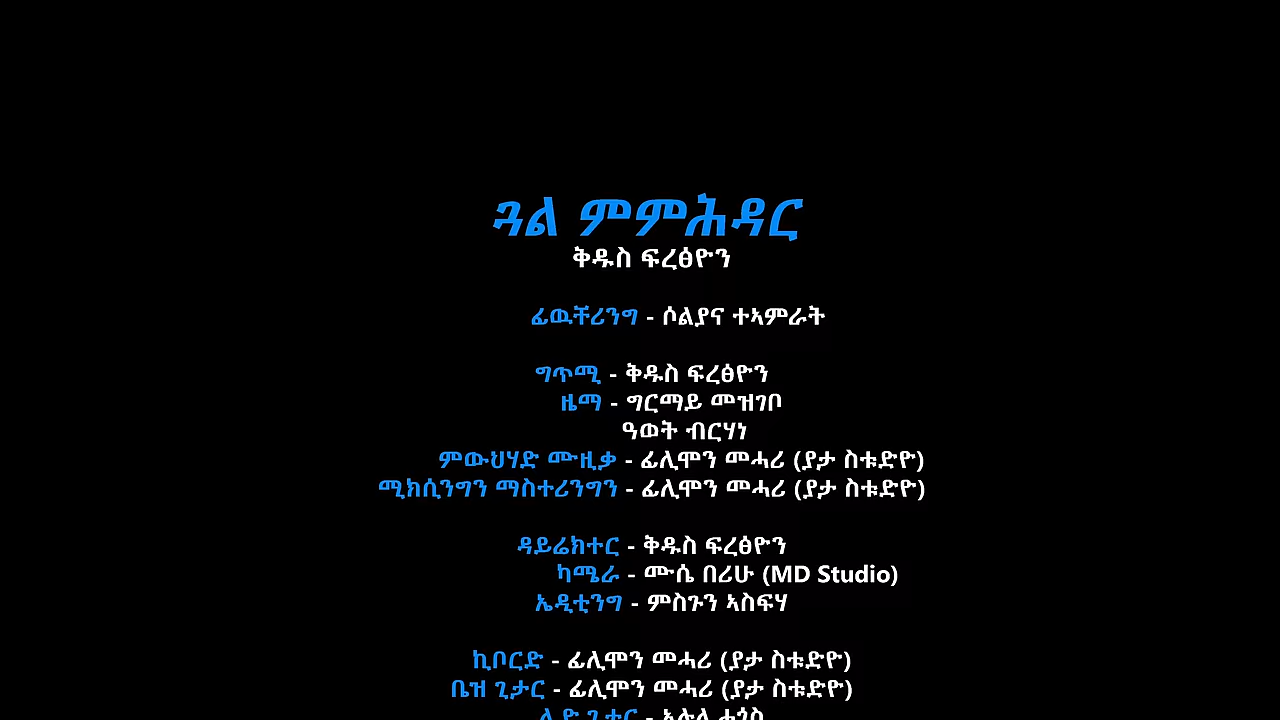 ጓል ምምሕዳር
ቅዱስ ፍረፅዮን
ፊዉቸሪንግ - ሶልያና ተኣምራት
ግጥሚ - ቅዱስ ፍረፅዮን
ዜማ - ግርማይ መዝገቦ
ዓወት ብርሃነ
ምውህሃድ ሙዚቃ - ፊሊሞን መሓሪ (ያታ ስቱድዮ)
ሚክሲንግን ማስተሪንግን - ፊሊሞን መሓሪ (ያታ ስቱድዮ)
ዳይሬክተር - ቅዱስ ፍረፅዮን
ካሜራ - ሙሴ በሪሁ (MD Studio)
ኤዲቲንግ - ምስጉን ኣስፍሃ
ኪቦርድ - ፊሊሞን መሓሪ (ያታ ስቱድዮ)
ቤዝ ጊታር - ፊሊሞን መሓሪ (ያታ ስቱድዮ)